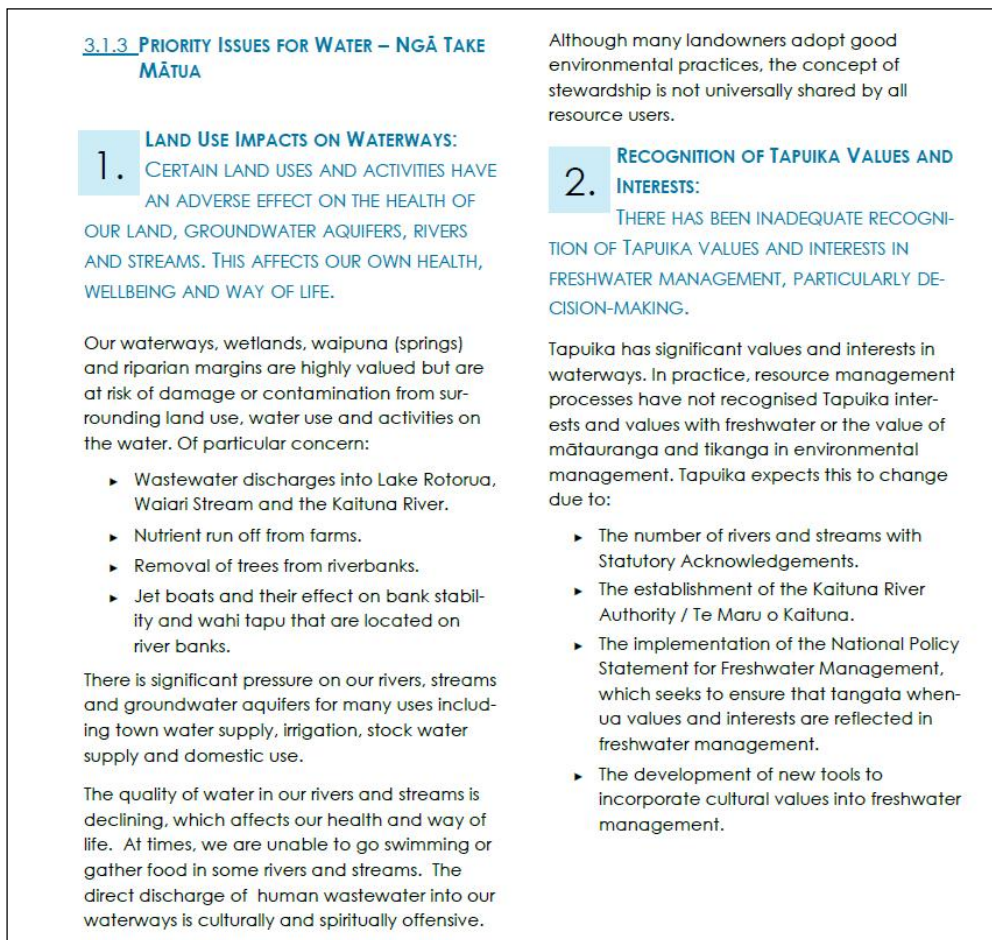 3.1.3 PRIORITY ISSUES FOR WATER – NGĀ TAKE
MĀTUA
1.
LAND USE IMPACTS ON WATERWAYS:
CERTAIN LAND USES AND ACTIVITIES HAVE
AN ADVERSE EFFECT ON THE HEALTH OF
OUR LAND, GROUNDWATER AQUIFERS, RIVERS
AND STREAMS. THIS AFFECTS OUR OWN HEALTH,
WELLBEING AND WAY OF LIFE.
Our waterways, wetlands, waipuna (springs)
and riparian margins are highly valued but are
at risk of damage or contamination from sur-
rounding land use, water use and activities on
the water. Of particular concern:
► Wastewater discharges into Lake Rotorua,
Waiari Stream and the Kaituna River.
► Nutrient run off from farms.
► Removal of trees from riverbanks.
► Jet boats and their effect on bank stabil-
ity and wahi tapu that are located on
river banks.
There is significant pressure on our rivers, streams
and groundwater aquifers for many uses includ-
ing town water supply, irrigation, stock water
supply and domestic use.
The quality of water in our rivers and streams is
declining, which affects our health and way of
life. At times, we are unable to go swimming or
gather food in some rivers and streams. The
direct discharge of human wastewater into our
waterways is culturally and spiritually offensive.
Although many landowners adopt good
environmental practices, the concept of
stewardship is not universally shared by all
resource users.
2.
RECOGNITION OF TAPUIKA VALUES AND
INTERESTS:
THERE HAS BEEN INADEQUATE RECOGNI-
TION OF TAPUIKA VALUES AND INTERESTS IN
FRESHWATER MANAGEMENT, PARTICULARLY DE-
CISION-MAKING.
Tapuika has significant values and interests in
waterways. In practice, resource management
processes have not recognised Tapuika inter-
ests and values with freshwater or the value of
mātauranga and tikanga in environmental
management. Tapuika expects this to change
due to:
► The number of rivers and streams with
Statutory Acknowledgements.
► The establishment of the Kaituna River
Authority / Te Maru o Kaituna.
► The implementation of the National Policy
Statement for Freshwater Management,
which seeks to ensure that tangata when-
ua values and interests are reflected in
freshwater management.
► The development of new tools to
incorporate cultural values into freshwater
management.